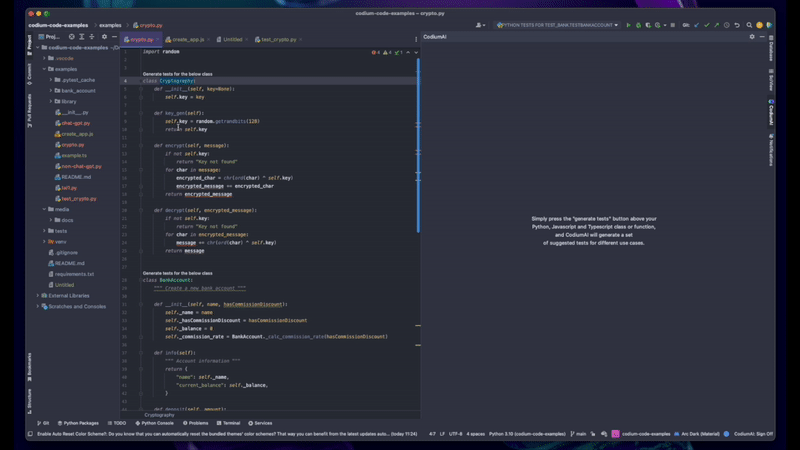 codium-code-examples – crypto.py
codium-code-examples
examples
crypto.py
PYTHON TESTS FOR TEST_BANKTESTBANKACCOUNT
Git:
Proj...
crypto.py
create_app.js
Untitled
test_crypto.py
CodiumAI
codium-code-examples
.vscode
examples
.pytest_cache
bank_account
library
__init__.py
chat-gpt.py
create_app.js
crypto.py
example.ts
non-chat-gpt.py
README.md
test_crypto.py
media
docs
tests
venv
.gitignore
README.md
requirements.txt
Untitled
External Libraries
Scratches and Consoles
Project
Commit
Pull Requests
Bookmarks
Structure
import random
Generate tests for the below class
class Cryptography:
def __init__(self, key=None):
self.key = key
def key_gen(self):
self.key = random.getrandbits(128)
return self.key
def encrypt(self, message):
if not self.key:
return "Key not found"
for char in message:
encrypted_char = chr(ord(char) ^ self.key)
encrypted_message += encrypted_char
return encrypted_message
def decrypt(self, encrypted_message):
if not self.key:
return "Key not found"
for char in encrypted_message:
message += chr(ord(char) ^ self.key)
return message
Generate tests for the below class
class BankAccount:
""" Create a new bank account """
def __init__(self, name, hasCommissionDiscount):
self._name = name
self._hasCommissionDiscount = hasCommissionDiscount
self._balance = 0
self._commission_rate = BankAccount._calc_commission_rate(hasCommissionDiscount)
def info(self):
""" Account information """
return {
"name": self._name,
"current_balance": self._balance,
}
Cryptography
Simply press the "generate tests" button above your
Python, Javascript and Typescript class or function,
and CodiumAI will generate a set
of suggested tests for different use cases.
Database
SciView
CodiumAI
Notifications
Git
Python Packages
TODO
Python Console
Problems
Terminal
Services
Enable Auto Reset Color Scheme?: Do you know that you can automatically reset the bundled themes' color schemes? That way you can benefit from the latest updates auto... (today 11:24)
4:7
LF
UTF-8
4 spaces
Python 3.10 (codium-code-examples)
main
codium-code-examples
Arc Dark (Material)
CodiumAI: Sign Off